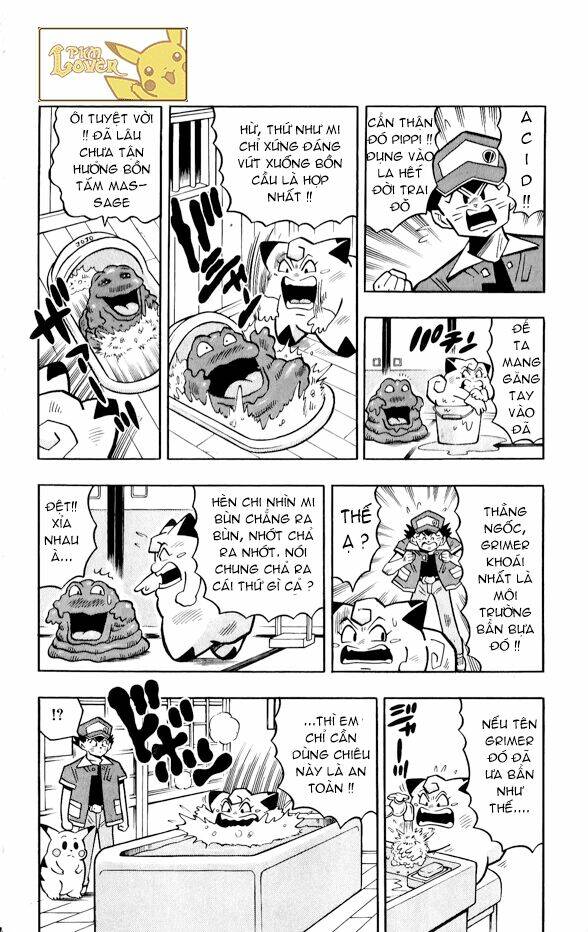 PKM
LOVER
ACID !!
CẨN THẬN
ĐÓ PIPPI !!
ĐỤNG VÀO
LA HẾT
ĐỜI TRAI
ĐÕ
HỪ, THỨ NHƯ MI
CHỈ XỨNG ĐÁNG
VỨT XUỐNG BỒN
CẦU LÀ HỢP
NHẤT !!
ÔI TUYỆT VỜI
!! ĐÃ LÂU
CHƯA TẬN
HƯỞNG BỒN
TẮM MAS-
SAGE
JOJO
ĐỂ
TA
MANG
GĂNG
TAY
VÀO
ĐÃ
THẰNG
NGỐC,
GRIMER
KHOÁI
NHẤT LÀ
MÔI
TRƯỜNG
BẨN BỰA
ĐÓ !!
THẾ
Ạ ?
HÈN CHI NHÌN MI
BÙN CHẲNG RA
BÙN, NHỚT CHẢ
RA NHỚT. NÓI
CHUNG CHẢ RA
CÁI THỨ GÌ CẢ ?
ĐỆT!!
XỈA
NHAU
À...
NẾU TÊN
GRIMER
ĐÓ ĐÃ
ƯA BẨN
NHƯ
THẾ....
...THÌ EM
CHỈ CẦN
DÙNG CHIÊU
NÀY LÀ AN
TOÀN !!
!?